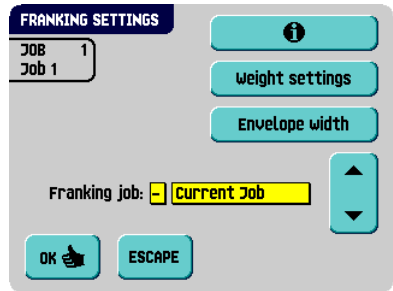 FRANKING SETTINGS
JOB 1
Job 1
Weight settings
Envelope width
Franking job: - Current Job
OK
ESCAPE